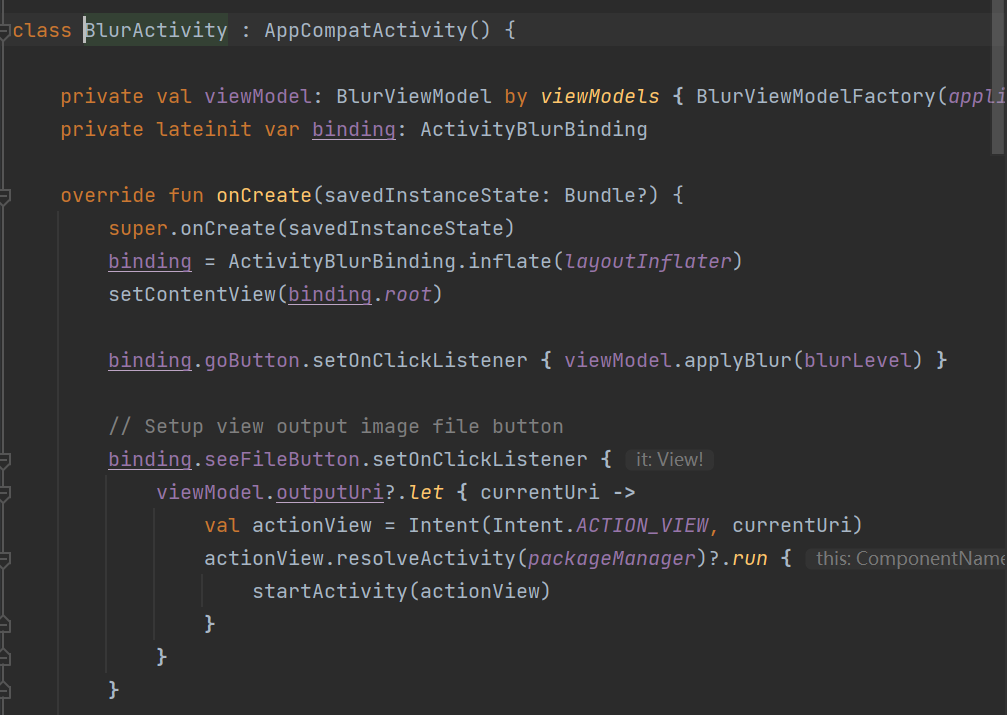 class BlurActivity : AppCompatActivity() {
private val viewModel: BlurViewModel by viewModels { BlurViewModelFactory(appli
private lateinit var binding: ActivityBlurBinding
override fun onCreate(savedInstanceState: Bundle?) {
super.onCreate(savedInstanceState)
binding = ActivityBlurBinding.inflate(layoutInflater)
setContentView(binding.root)
binding.goButton.setOnClickListener { viewModel.applyBlur(blurLevel) }
// Setup view output image file button
binding.seeFileButton.setOnClickListener { it: View!
viewModel.outputUri?.let { currentUri ->
val actionView = Intent(Intent.ACTION_VIEW, currentUri)
actionView.resolveActivity(packageManager)?.run { this: ComponentName
startActivity(actionView)
}
}
}